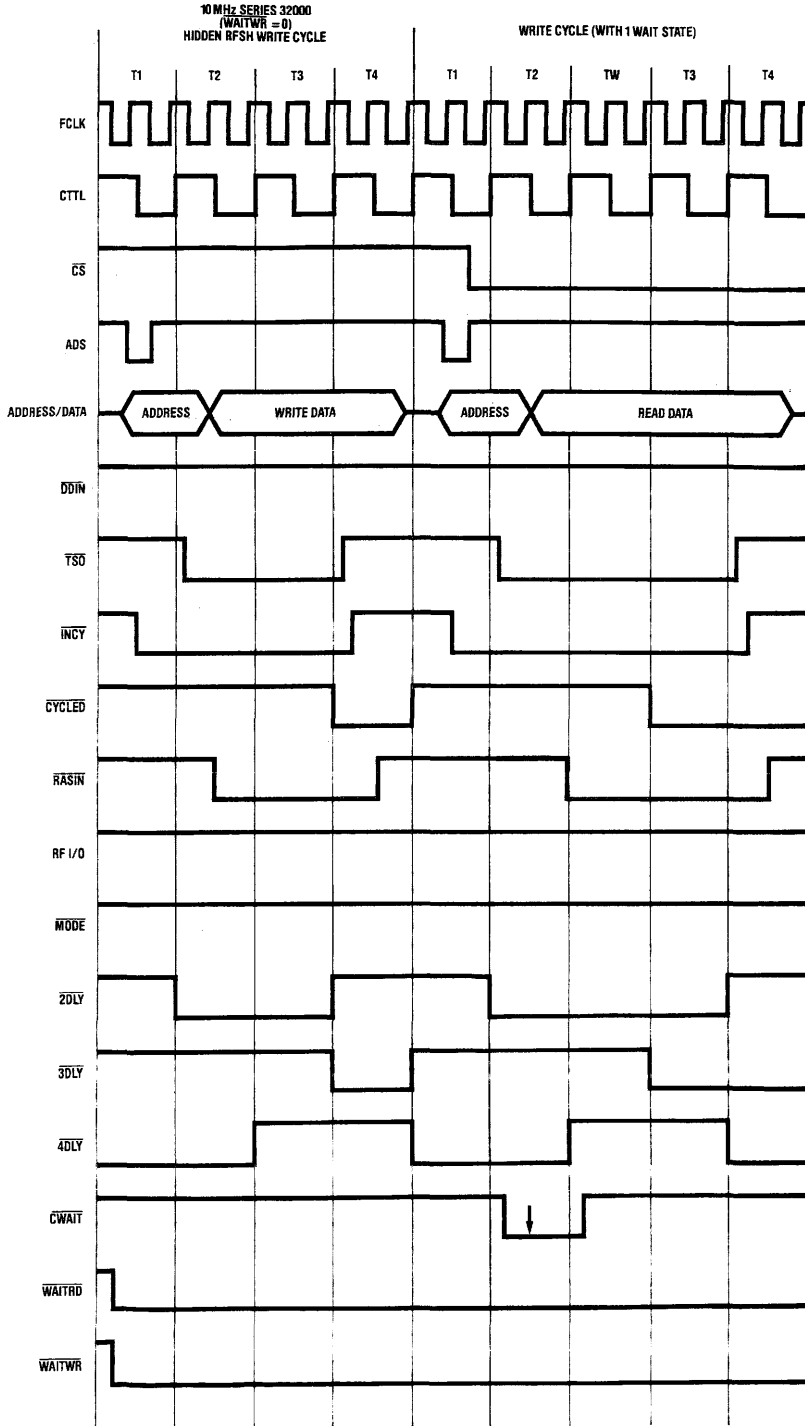 10 MHz SERIES 32000
(WAITWR = 0)
HIDDEN RFSH WRITE CYCLE
WRITE CYCLE (WITH 1 WAIT STATE)
T1 T2 T3 T4 T1 T2 TW T3 T4
FCLK
CTTL
CS
ADS
ADDRESS/DATA ADDRESS WRITE DATA ADDRESS READ DATA
DDIN
TSO
INCY
CYCLED
RASIN
RF I/O
MODE
2DLY
3DLY
4DLY
CWAIT
WAITRD
WAITWR